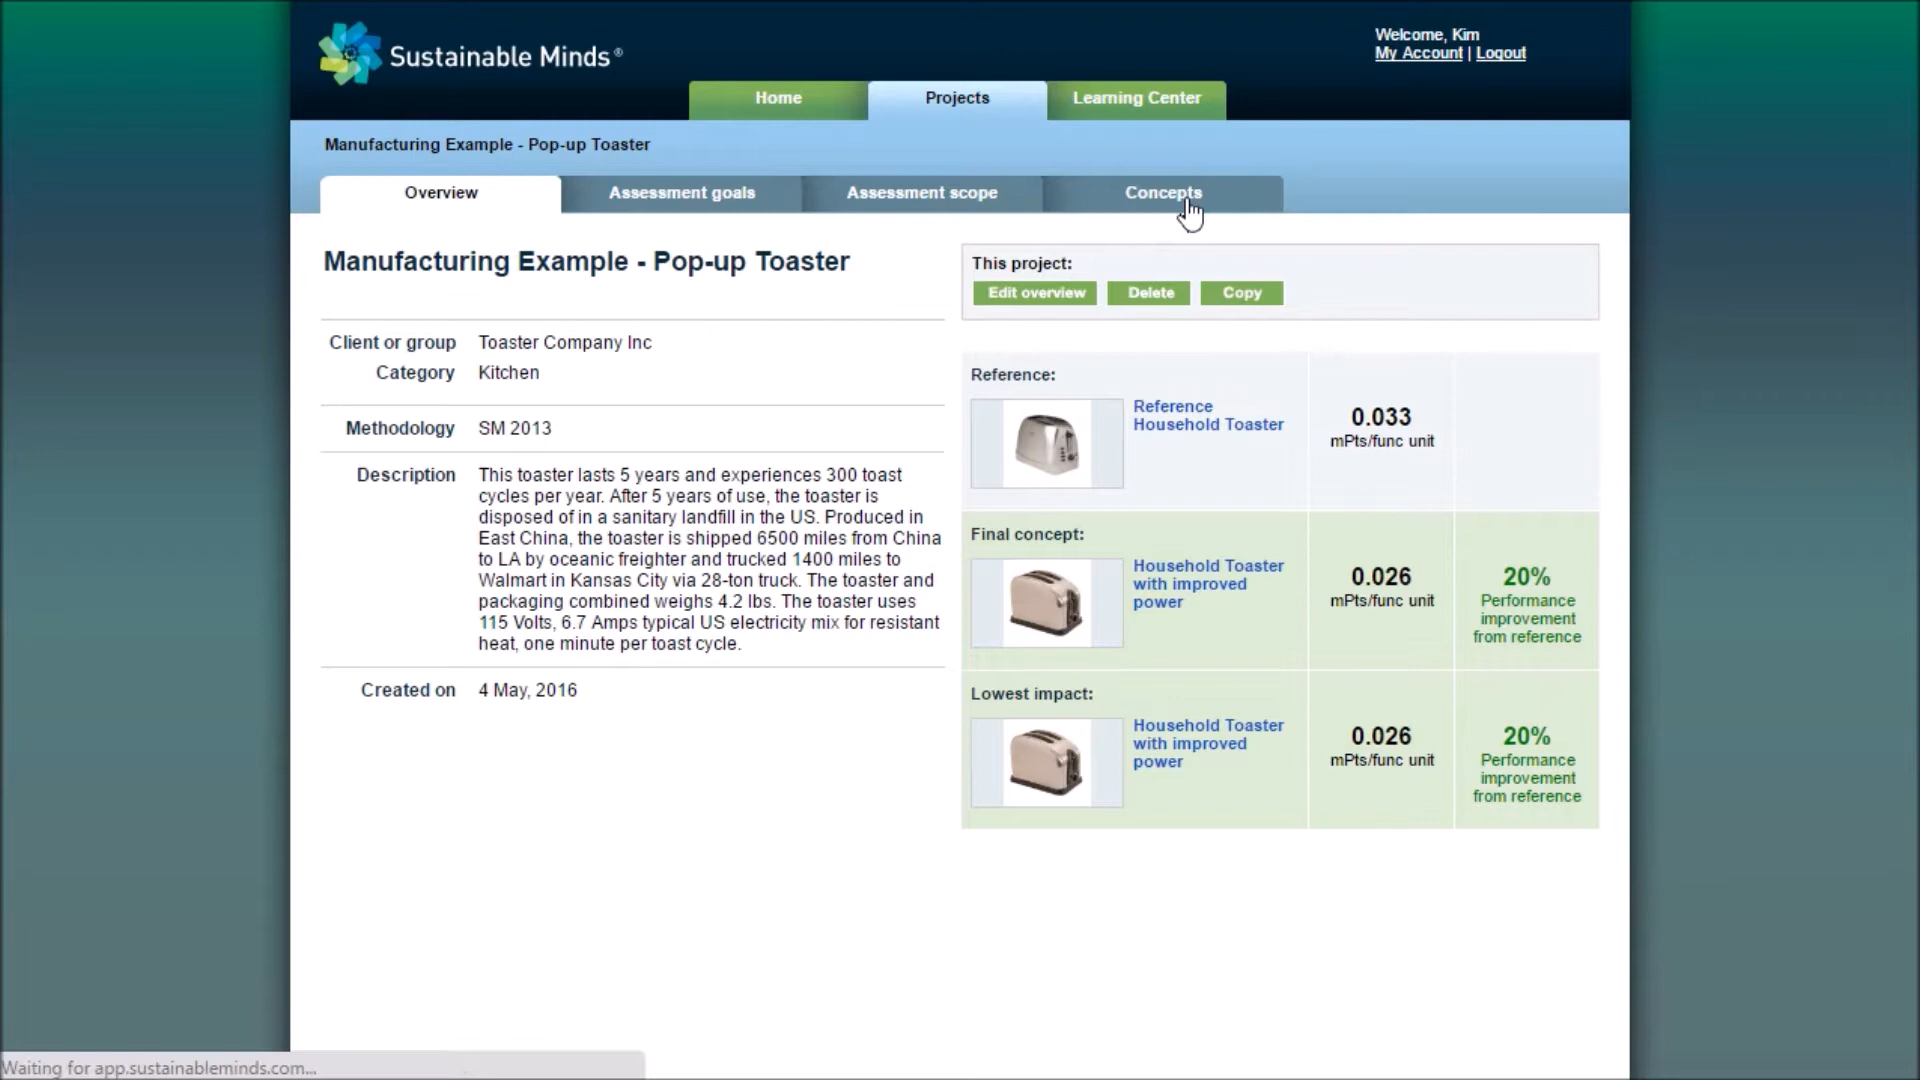 Sustainable Minds®
Welcome, Kim
My Account | Logout
Home
Projects
Learning Center
Manufacturing Example - Pop-up Toaster
Overview
Assessment goals
Assessment scope
Concepts
Manufacturing Example - Pop-up Toaster
Client or group Toaster Company Inc
Category Kitchen
Methodology SM 2013
Description This toaster lasts 5 years and experiences 300 toast
cycles per year. After 5 years of use, the toaster is
disposed of in a sanitary landfill in the US. Produced in
East China, the toaster is shipped 6500 miles from China
to LA by oceanic freighter and trucked 1400 miles to
Walmart in Kansas City via 28-ton truck. The toaster and
packaging combined weighs 4.2 lbs. The toaster uses
115 Volts, 6.7 Amps typical US electricity mix for resistant
heat, one minute per toast cycle.
Created on 4 May, 2016
This project:
Edit overview
Delete
Copy
Reference:
Reference
Household Toaster
0.033
mPts/func unit
Final concept:
Household Toaster
with improved
power
0.026
mPts/func unit
20%
Performance
improvement
from reference
Lowest impact:
Household Toaster
with improved
power
0.026
mPts/func unit
20%
Performance
improvement
from reference
Waiting for app.sustainableminds.com...